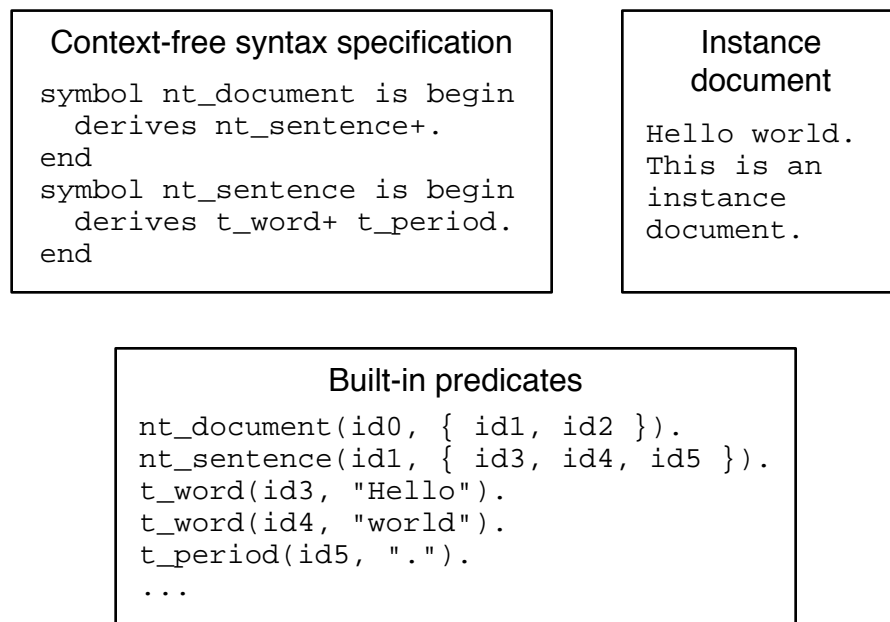 Context-free syntax specification
symbol nt_document is begin
  derives nt_sentence+.
end
symbol nt_sentence is begin
  derives t_word+ t_period.
end
Instance
document
Hello world.
This is an
instance
document.
Built-in predicates
nt_document(id0, { id1, id2 }).
nt_sentence(id1, { id3, id4, id5 }).
t_word(id3, "Hello").
t_word(id4, "world").
t_period(id5, ".").
...